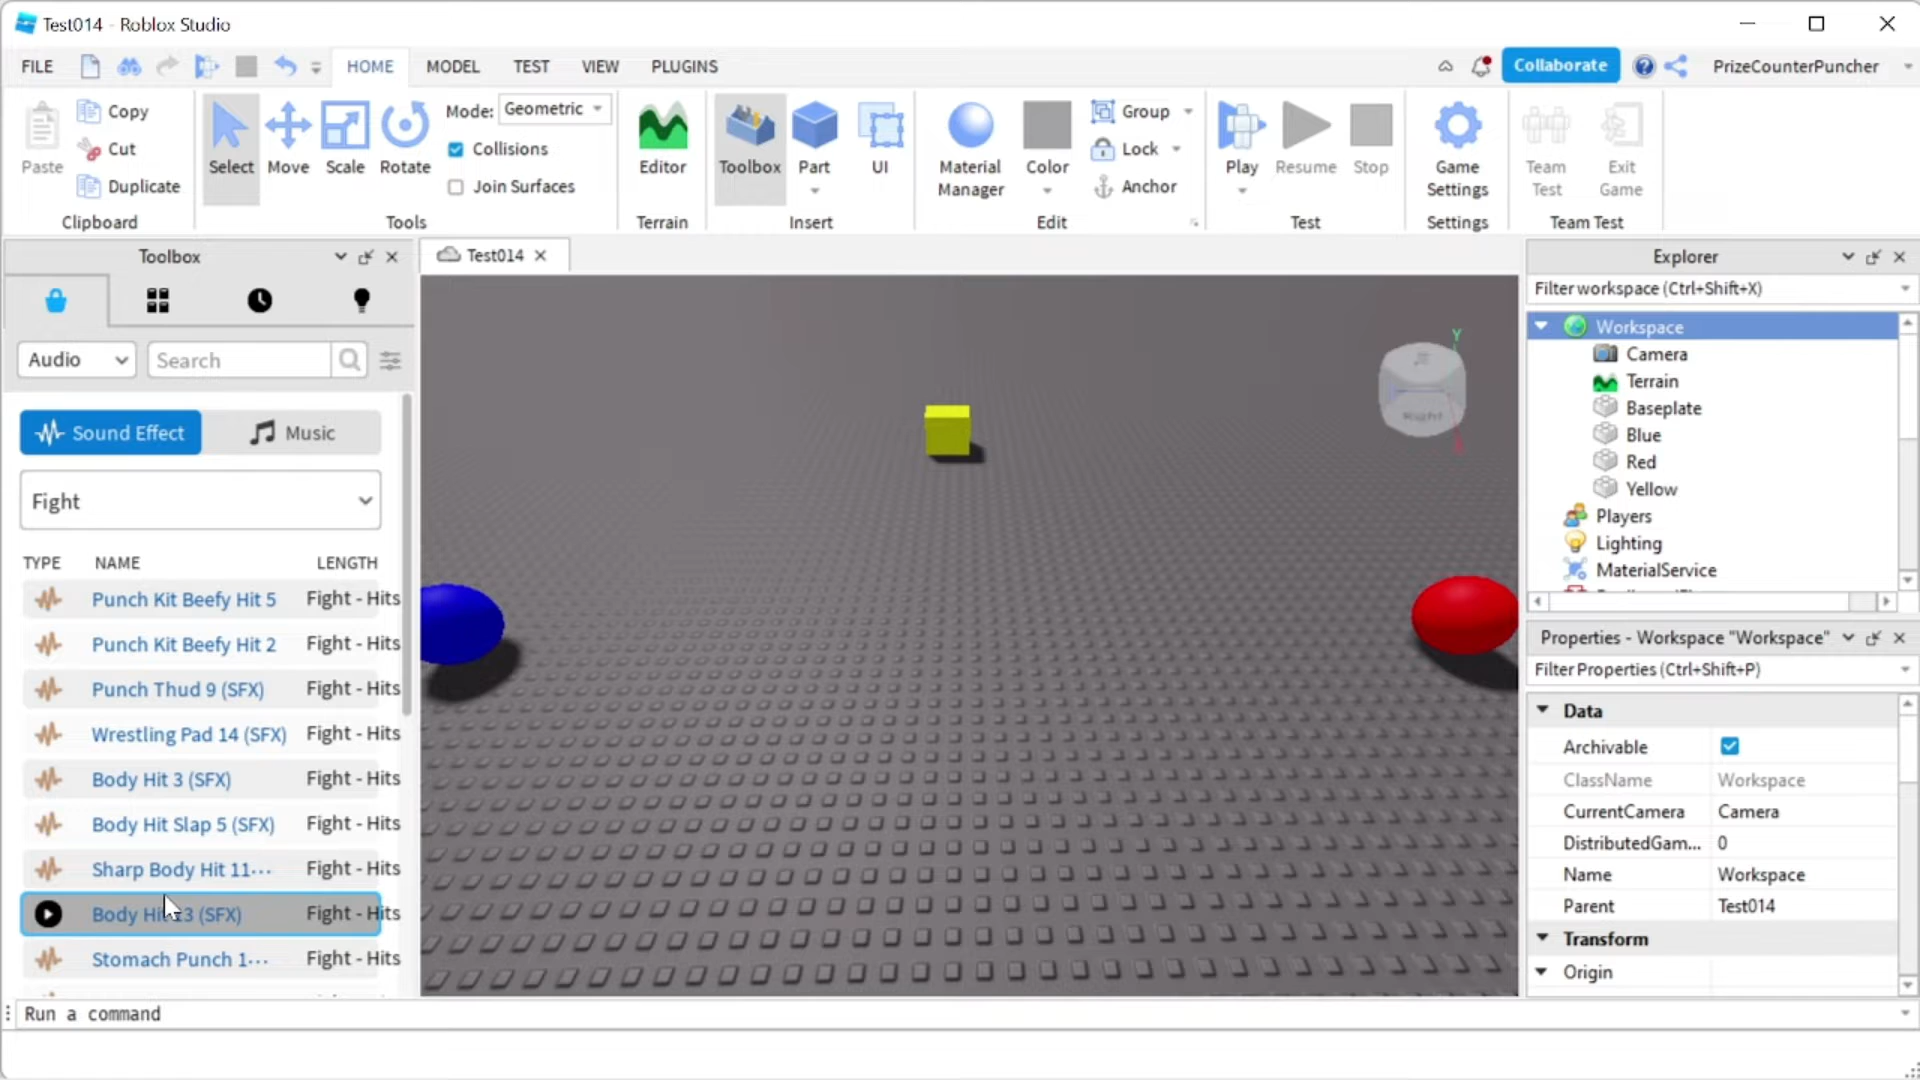 Test014 - Roblox Studio
FILE
HOME
MODEL
TEST
VIEW
PLUGINS
Collaborate
PrizeCounterPuncher
Paste
Copy
Cut
Duplicate
Clipboard
Select
Move
Scale
Rotate
Mode: Geometric
Collisions
Join Surfaces
Tools
Editor
Terrain
Toolbox
Part
UI
Insert
Material
Manager
Color
Group
Lock
Anchor
Edit
Play
Resume
Stop
Test
Game
Settings
Settings
Team
Test
Exit
Game
Team Test
Toolbox
Audio
Search
Sound Effect
Music
Fight
TYPE NAME LENGTH
Punch Kit Beefy Hit 5 Fight - Hits
Punch Kit Beefy Hit 2 Fight - Hits
Punch Thud 9 (SFX) Fight - Hits
Wrestling Pad 14 (SFX) Fight - Hits
Body Hit 3 (SFX) Fight - Hits
Body Hit Slap 5 (SFX) Fight - Hits
Sharp Body Hit 11··· Fight - Hits
Body Hit 13 (SFX) Fight - Hits
Stomach Punch 1··· Fight - Hits
Test014
Y
Right
Explorer
Filter workspace (Ctrl+Shift+X)
Workspace
Camera
Terrain
Baseplate
Blue
Red
Yellow
Players
Lighting
MaterialService
Properties - Workspace "Workspace"
Filter Properties (Ctrl+Shift+P)
Data
Archivable
ClassName Workspace
CurrentCamera Camera
DistributedGam... 0
Name Workspace
Parent Test014
Transform
Origin
Run a command